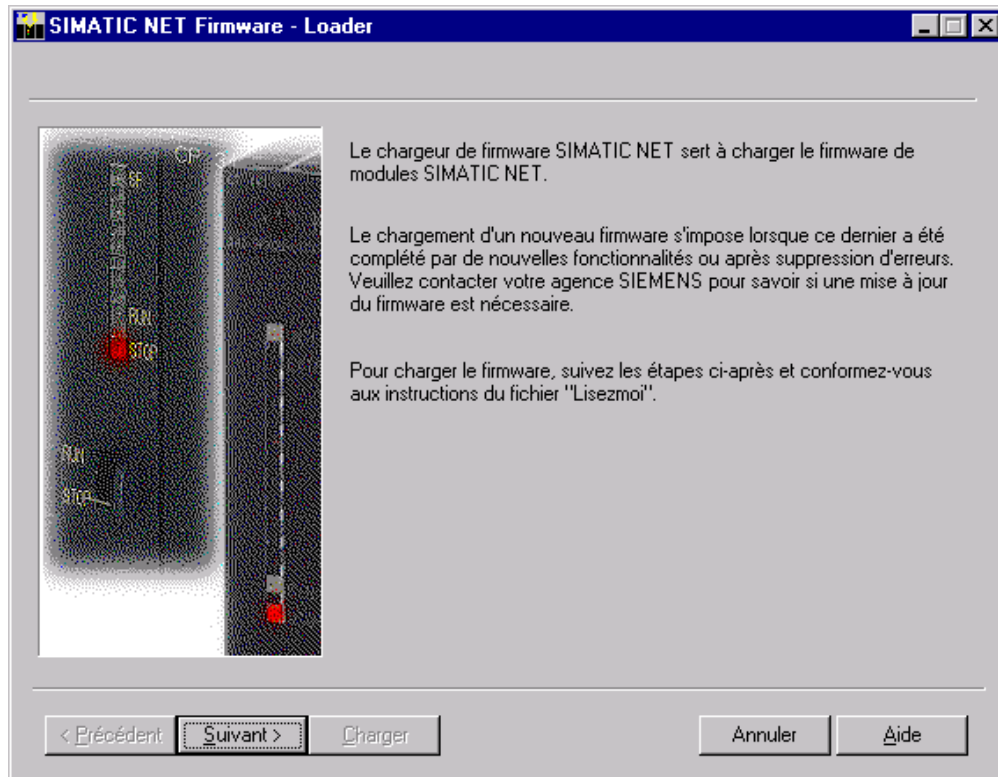 SIMATIC NET Firmware - Loader
CP 3
SF
RUN
STOP
RUN
STOP
Le chargeur de firmware SIMATIC NET sert à charger le firmware de
modules SIMATIC NET.
Le chargement d'un nouveau firmware s'impose lorsque ce dernier a été
complété par de nouvelles fonctionnalités ou après suppression d'erreurs.
Veuillez contacter votre agence SIEMENS pour savoir si une mise à jour
du firmware est nécessaire.
Pour charger le firmware, suivez les étapes ci-après et conformez-vous
aux instructions du fichier "Lisezmoi".
< Précédent
Suivant >
Charger
Annuler
Aide